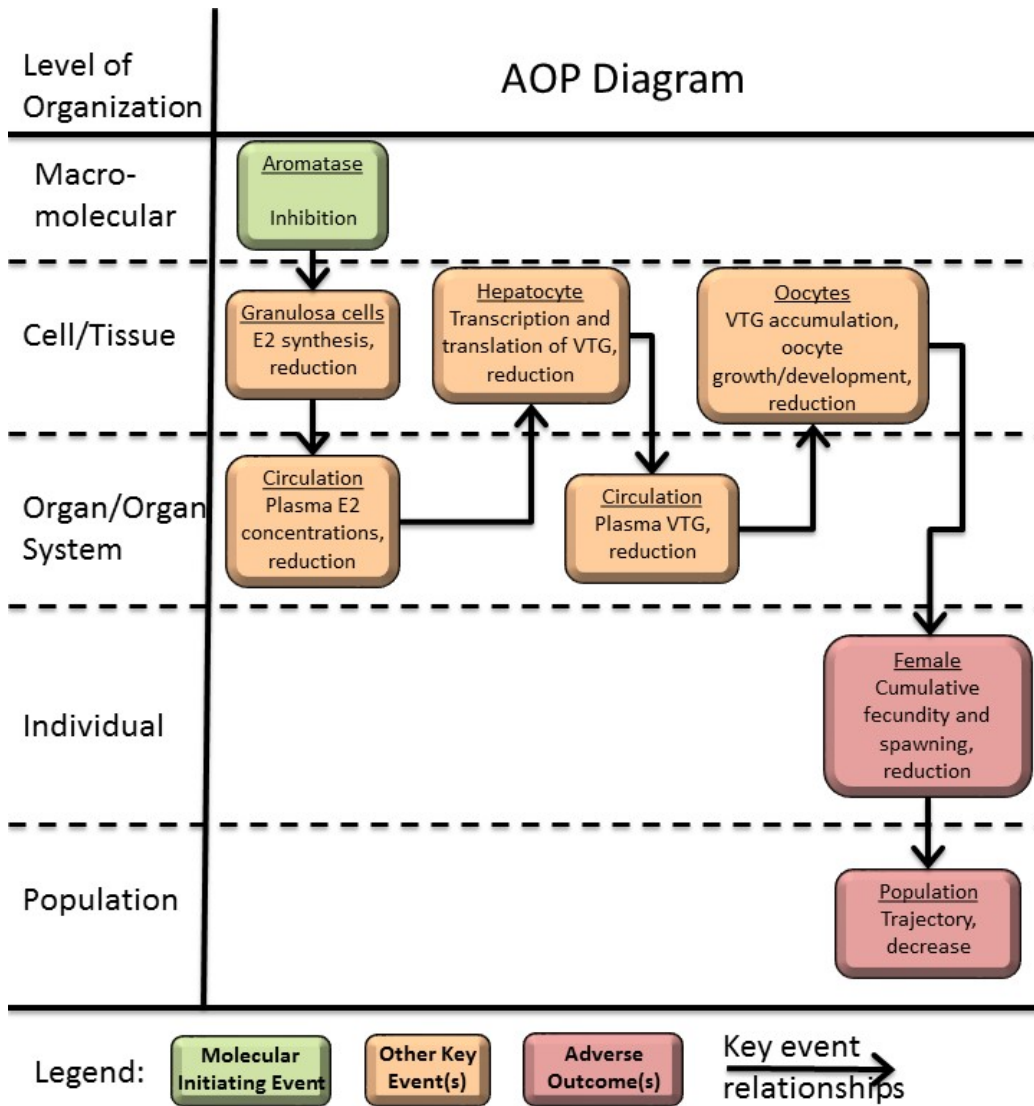 Level of
Organization
AOP Diagram
Macro-
molecular
Aromatase
Inhibition
Cell/Tissue
Granulosa cells
E2 synthesis,
reduction
Hepatocyte
Transcription and
translation of VTG,
reduction
Oocytes
VTG accumulation,
oocyte
growth/development,
reduction
Organ/Organ
System
Circulation
Plasma E2
concentrations,
reduction
Circulation
Plasma VTG,
reduction
Individual
Female
Cumulative
fecundity and
spawning,
reduction
Population
Population
Trajectory,
decrease
Legend:
Molecular
Initiating Event
Other Key
Event(s)
Adverse
Outcome(s)
Key event
relationships